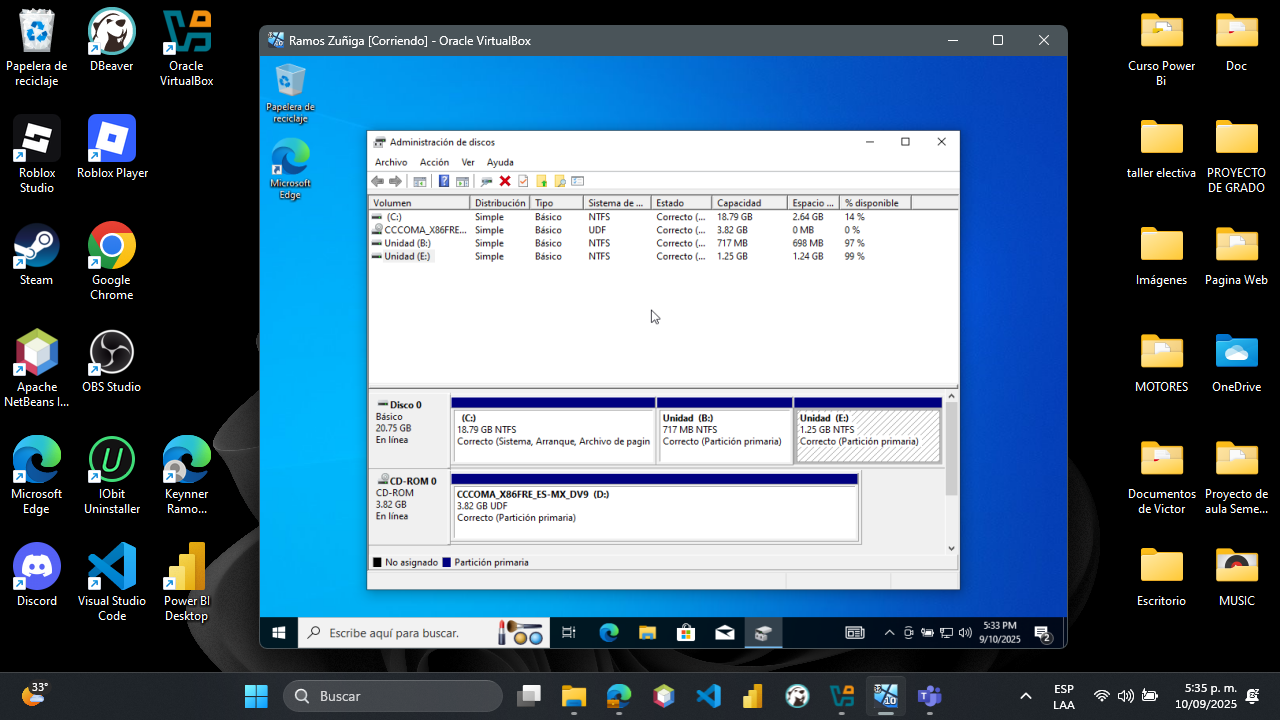 Papelera de
reciclaje
DBeaver
Oracle
VirtualBox
Roblox
Studio
Roblox Player
Steam
Google
Chrome
Apache
NetBeans I...
OBS Studio
Microsoft
Edge
IObit
Uninstaller
Keynner
Ramo...
Discord
Visual Studio
Code
Power BI
Desktop
Ramos Zuñiga [Corriendo] - Oracle VirtualBox
Papelera de
reciclaje
Microsoft
Edge
Administración de discos
Archivo Acción Ver Ayuda
Volumen Distribución Tipo Sistema de ... Estado Capacidad Espacio ... % disponible
(C:) Simple Básico NTFS Correcto (... 18.79 GB 2.64 GB 14 %
CCCOMA_X86FRE... Simple Básico UDF Correcto (... 3.82 GB 0 MB 0 %
Unidad (B:) Simple Básico NTFS Correcto (... 717 MB 698 MB 97 %
Unidad (E:) Simple Básico NTFS Correcto (... 1.25 GB 1.24 GB 99 %
Disco 0
Básico
20.75 GB
En línea
(C:)
18.79 GB NTFS
Correcto (Sistema, Arranque, Archivo de pagin
Unidad (B:)
717 MB NTFS
Correcto (Partición primaria)
Unidad (E:)
1.25 GB NTFS
Correcto (Partición primaria)
CD-ROM 0
CD-ROM
3.82 GB
En línea
CCCOMA_X86FRE_ES-MX_DV9 (D:)
3.82 GB UDF
Correcto (Partición primaria)
No asignado Partición primaria
Escribe aquí para buscar.
5:33 PM
9/10/2025
2
Curso Power
Bi
Doc
taller electiva
PROYECTO
DE GRADO
Imágenes
Pagina Web
MOTORES
OneDrive
Documentos
de Victor
Proyecto de
aula Seme...
Escritorio
MUSIC
33°
Buscar
10
ESP
LAA
5:35 p. m.
10/09/2025